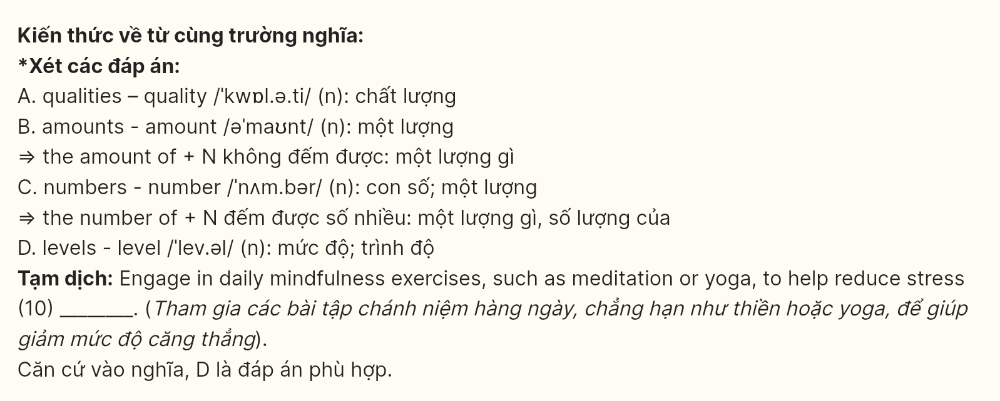 Kiến thức về từ cùng trường nghĩa:
*Xét các đáp án:
A. qualities – quality /ˈkwɒl.ə.ti/ (n): chất lượng
B. amounts - amount /əˈmaʊnt/ (n): một lượng
⇒ the amount of + N không đếm được: một lượng gì
C. numbers - number /ˈnʌm.bər/ (n): con số; một lượng
⇒ the number of + N đếm được số nhiều: một lượng gì, số lượng của
D. levels - level /ˈlev.əl/ (n): mức độ; trình độ
Tạm dịch: Engage in daily mindfulness exercises, such as meditation or yoga, to help reduce stress
(10) ________. (Tham gia các bài tập chánh niệm hàng ngày, chẳng hạn như thiền hoặc yoga, để giúp
giảm mức độ căng thẳng).
Căn cứ vào nghĩa, D là đáp án phù hợp.